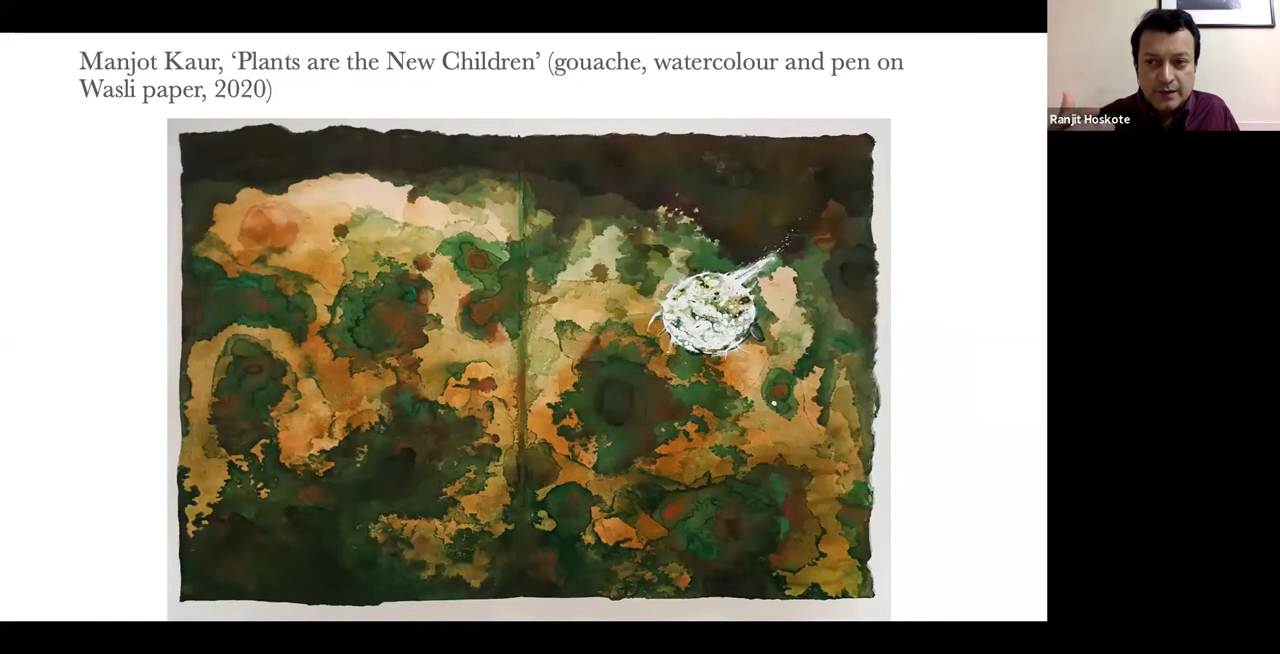 Manjot Kaur, ‘Plants are the New Children’ (gouache, watercolour and pen on
Wasli paper, 2020)
Ranjit Hoskote